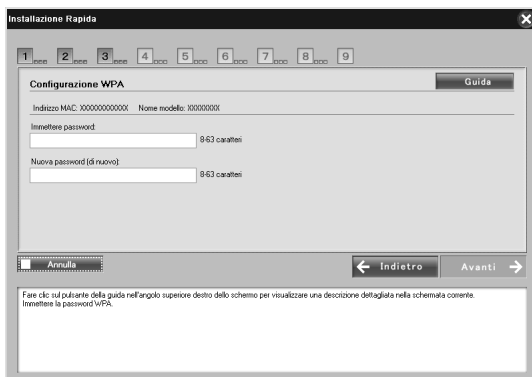 Installazione Rapida
1 2 3 4 5 6 7 8 9
Configurazione WPA
Guida
Indirizzo MAC: XXXXXXXXXXXX Nome modello: XXXXXXXX
Immettere password:
8-63 caratteri
Nuova password (di nuovo):
8-63 caratteri
Annulla
Indietro
Avanti
Fare clic sul pulsante della guida nell'angolo superiore destro dello schermo per visualizzare una descrizione dettagliata nella schermata corrente.
Immettere la password WPA.